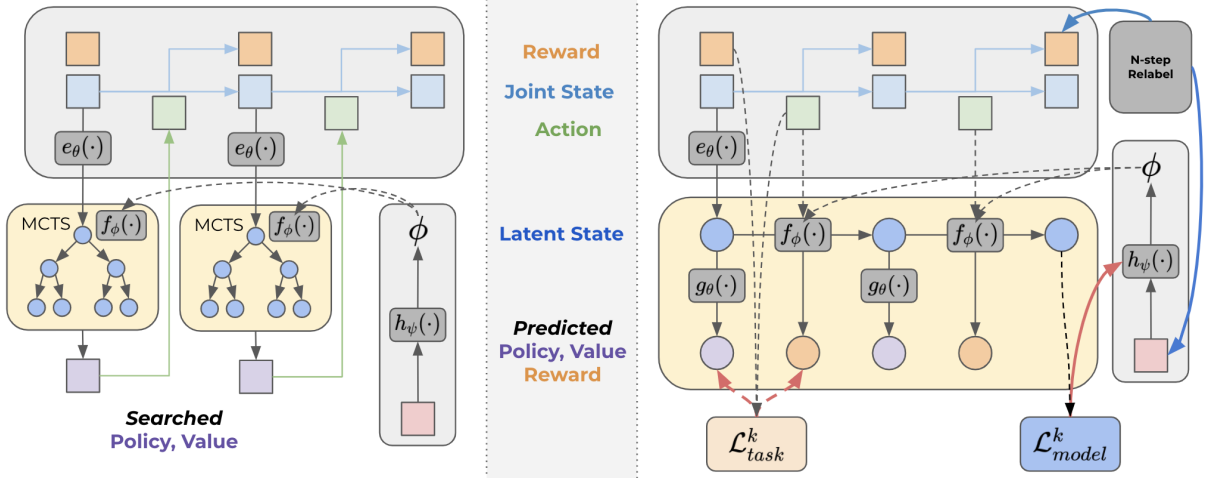 e_θ(·)
e_θ(·)
MCTS
f_ϕ(·)
MCTS
f_ϕ(·)
ϕ
h_ψ(·)
Searched
Policy, Value
Reward
Joint State
Action
Latent State
Predicted
Policy, Value
Reward
N-step
Relabel
e_θ(·)
ϕ
f_ϕ(·)
f_ϕ(·)
h_ψ(·)
g_θ(·)
g_θ(·)
ℒ^k_task
ℒ^k_model